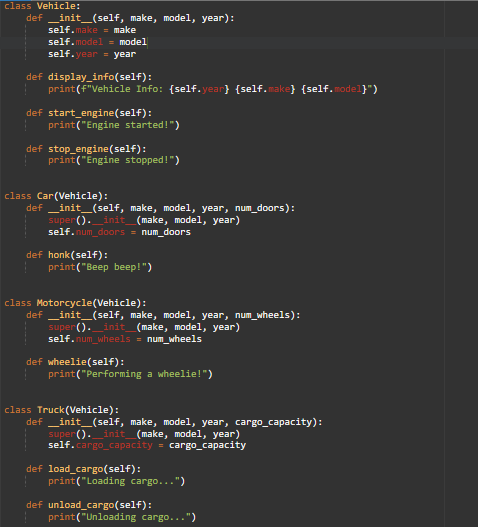 class Vehicle:
    def __init__(self, make, model, year):
        self.make = make
        self.model = model
        self.year = year

    def display_info(self):
        print(f"Vehicle Info: {self.year} {self.make} {self.model}")

    def start_engine(self):
        print("Engine started!")

    def stop_engine(self):
        print("Engine stopped!")


class Car(Vehicle):
    def __init__(self, make, model, year, num_doors):
        super().__init__(make, model, year)
        self.num_doors = num_doors

    def honk(self):
        print("Beep beep!")


class Motorcycle(Vehicle):
    def __init__(self, make, model, year, num_wheels):
        super().__init__(make, model, year)
        self.num_wheels = num_wheels

    def wheelie(self):
        print("Performing a wheelie!")


class Truck(Vehicle):
    def __init__(self, make, model, year, cargo_capacity):
        super().__init__(make, model, year)
        self.cargo_capacity = cargo_capacity

    def load_cargo(self):
        print("Loading cargo...")

    def unload_cargo(self):
        print("Unloading cargo...")